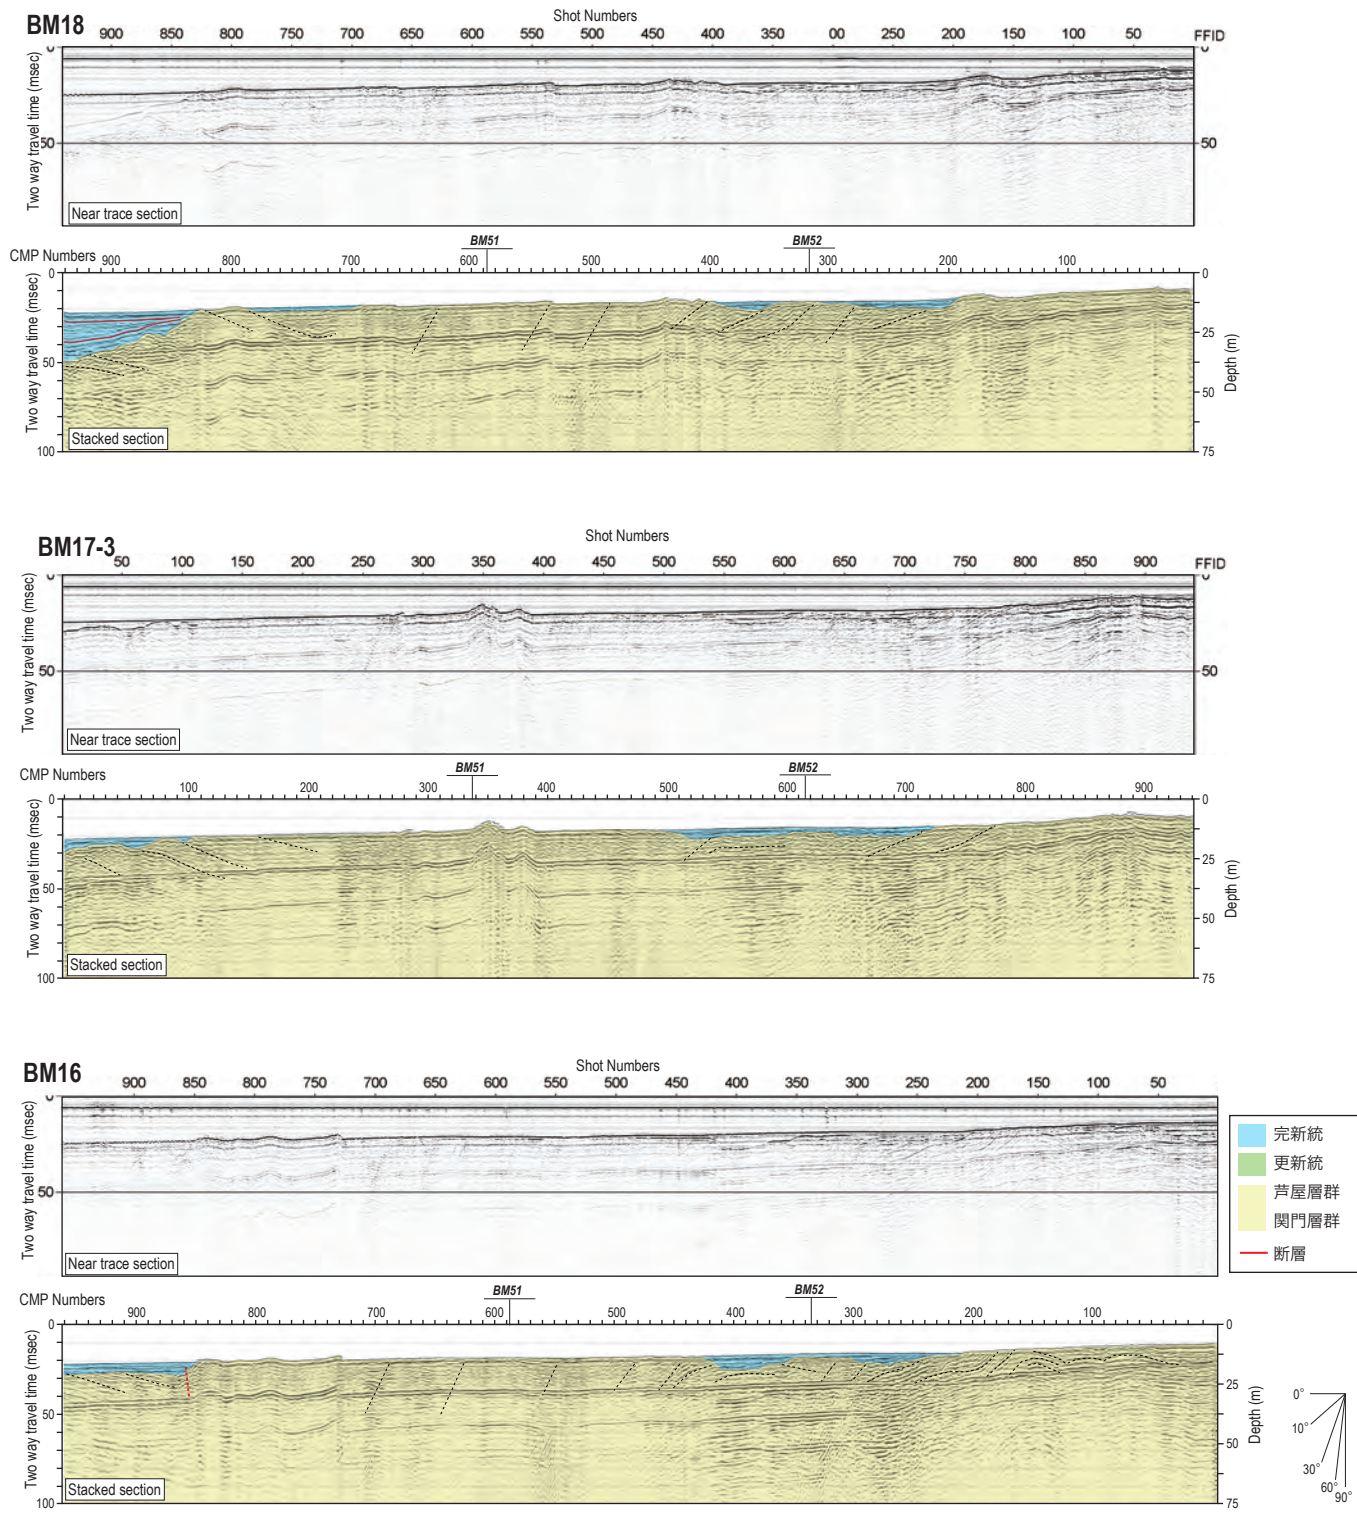 BM18
Shot Numbers
900 850 800 750 700 650 600 550 500 450 400 350 00 250 200 150 100 50 FFID
0 0
Two way travel time (msec)
50 50
Near trace section
BM51 BM52
CMP Numbers 900 800 700 600 500 400 300 200 100
0 0
Two way travel time (msec)
25
50
50
Depth (m)
Stacked section
100 75
BM17-3
Shot Numbers
50 100 150 200 250 300 350 400 450 500 550 600 650 700 750 800 850 900 FFID
0 0
Two way travel time (msec)
50 50
Near trace section
BM51 BM52
CMP Numbers
100 200 300 400 500 600 700 800 900
0 0
Two way travel time (msec)
25
50
50
Depth (m)
Stacked section
100 75
BM16
Shot Numbers
900 850 800 750 700 650 600 550 500 450 400 350 300 250 200 150 100 50
0
Two way travel time (msec)
50
Near trace section
完新統
更新統
芦屋層群
関門層群
断層
BM51 BM52
CMP Numbers
900 800 700 600 500 400 300 200 100
0 0
Two way travel time (msec)
25
50
50
Depth (m)
Stacked section
100 75
0°
10°
30°
60°
90°